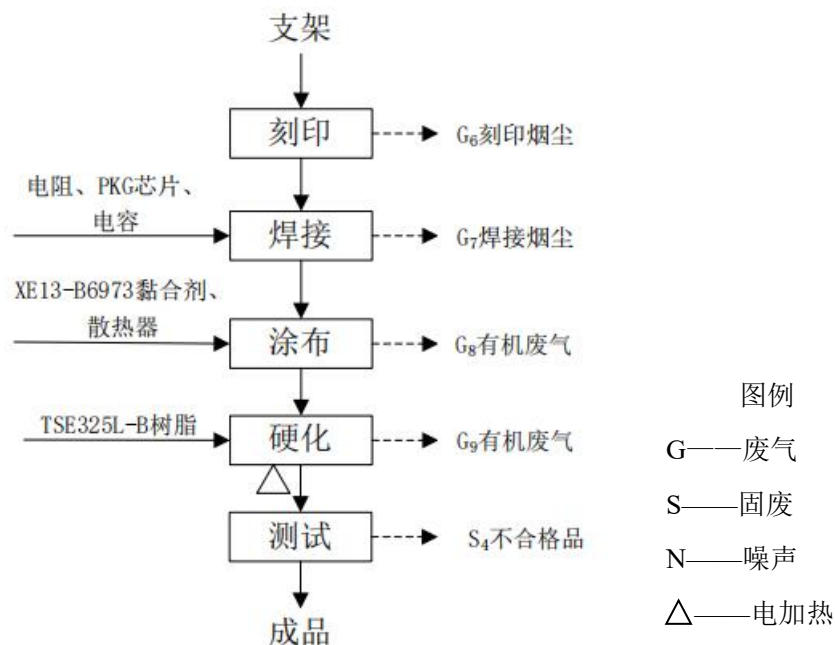 支架
刻印
G₆刻印烟尘
电阻、PKG芯片、
电容
焊接
G₇焊接烟尘
XE13-B6973黏合剂、
散热器
涂布
G₈有机废气
TSE325L-B树脂
硬化
G₉有机废气
测试
S₄不合格品
成品
图例
G——废气
S——固废
N——噪声
△——电加热